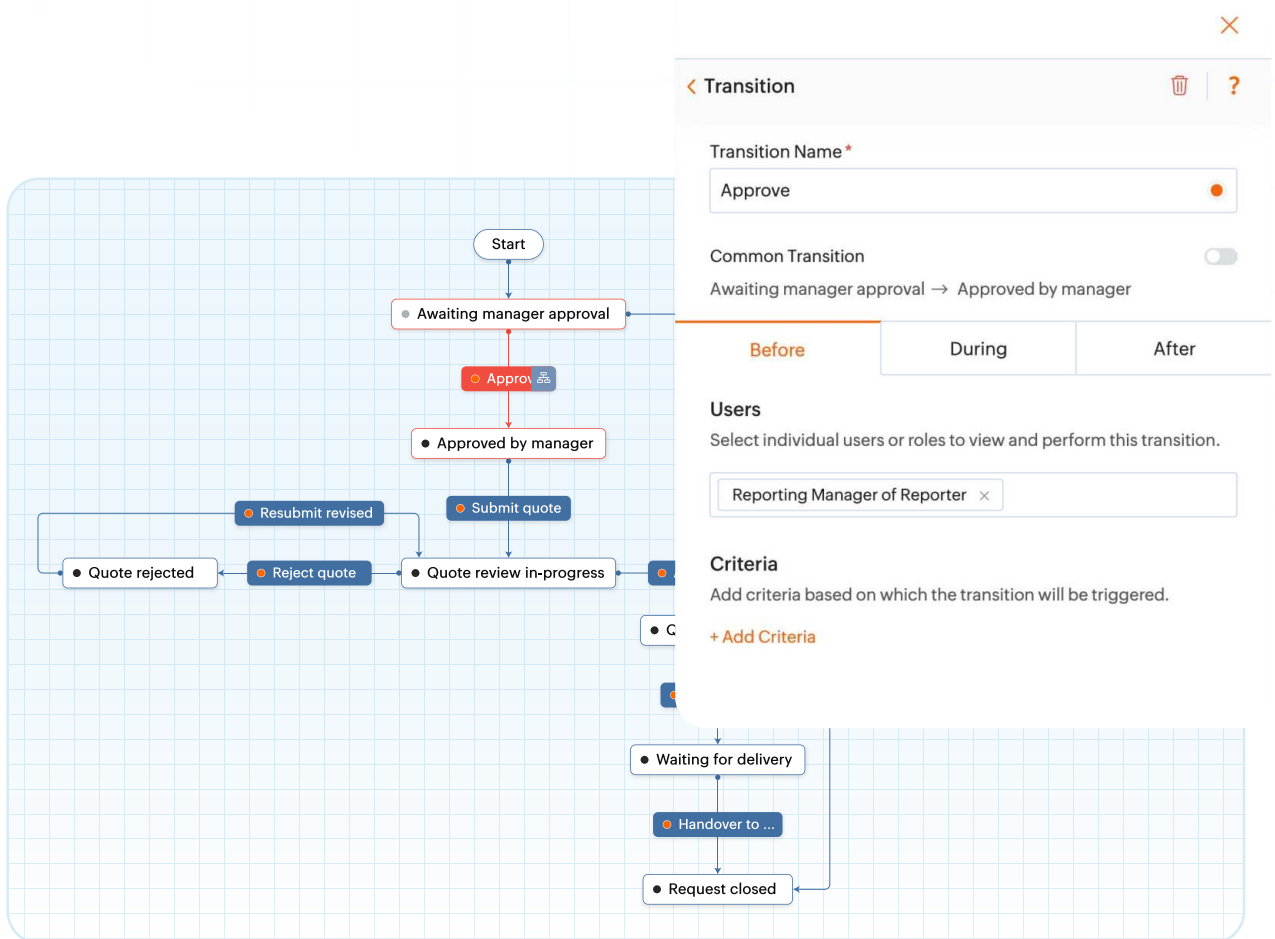 Transition
?
Transition Name*
Approve
Common Transition
Awaiting manager approval → Approved by manager
Before
During
After
Users
Select individual users or roles to view and perform this transition.
Reporting Manager of Reporter ×
Criteria
Add criteria based on which the transition will be triggered.
+ Add Criteria
Start
Awaiting manager approval
Approv
Approved by manager
Submit quote
Resubmit revised
Quote rejected
Reject quote
Quote review in-progress
Waiting for delivery
Handover to ...
Request closed